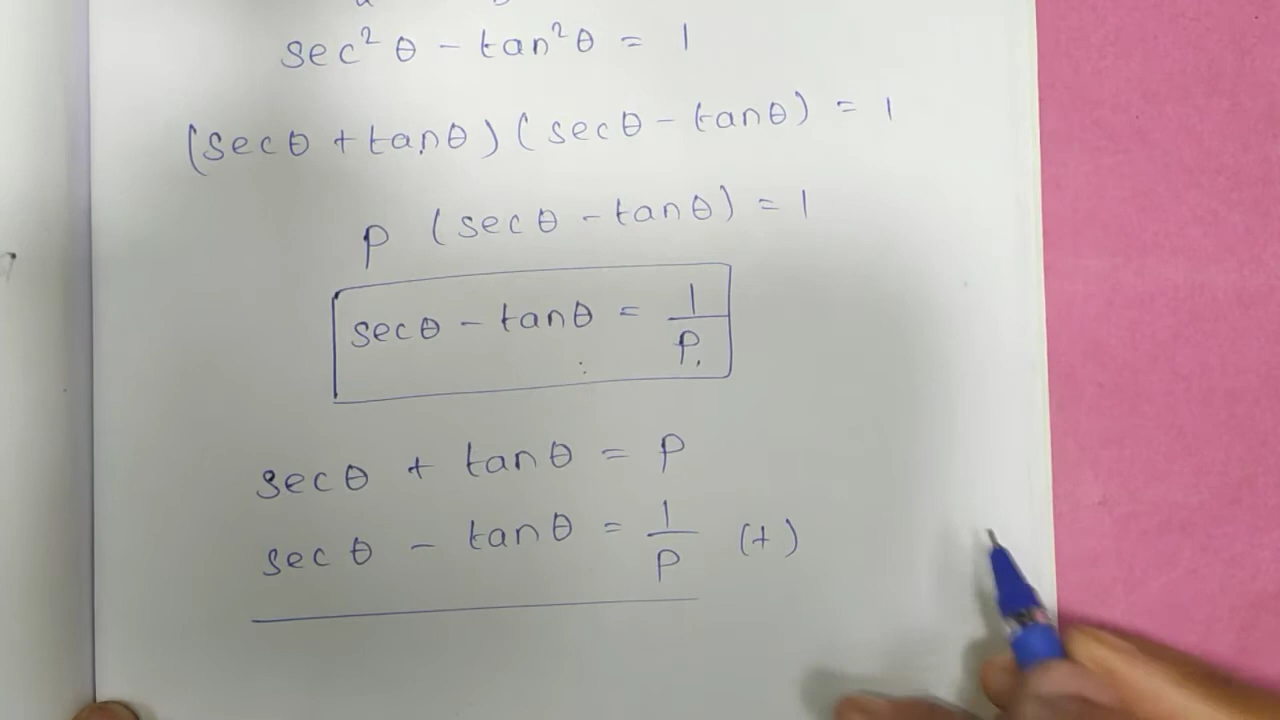 sec²θ - tan²θ = 1
(secθ + tanθ)(secθ - tanθ) = 1
P (secθ - tanθ) = 1
secθ - tanθ = 1/P
secθ + tanθ = P
secθ - tanθ = 1/P (+)